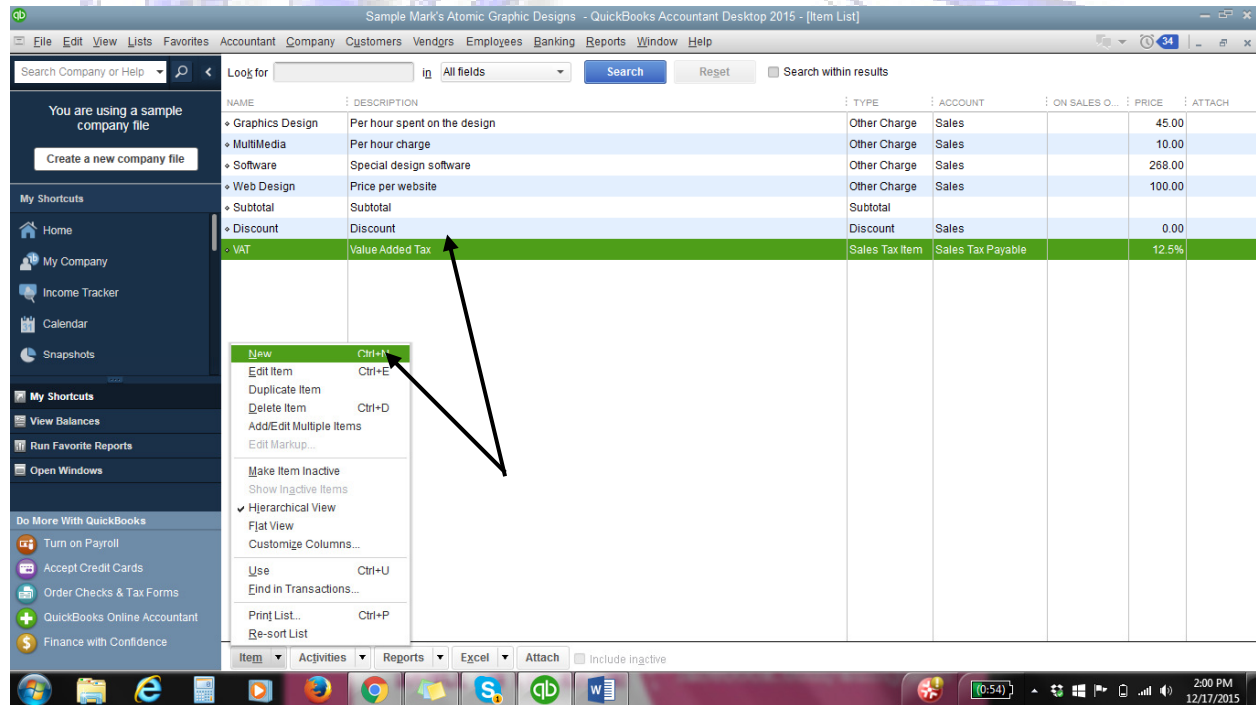 Sample Mark's Atomic Graphic Designs - QuickBooks Accountant Desktop 2015 - [Item List]
File Edit View Lists Favorites Accountant Company Customers Vendors Employees Banking Reports Window Help
34
Search Company or Help
Look for in All fields Search Reset Search within results
You are using a sample
company file
Create a new company file
My Shortcuts
Home
My Company
Income Tracker
Calendar
Snapshots
My Shortcuts
View Balances
Run Favorite Reports
Open Windows
Do More With QuickBooks
Turn on Payroll
Accept Credit Cards
Order Checks & Tax Forms
QuickBooks Online Accountant
Finance with Confidence
NAME DESCRIPTION TYPE ACCOUNT ON SALES O... PRICE ATTACH
Graphics Design Per hour spent on the design Other Charge Sales 45.00
MultiMedia Per hour charge Other Charge Sales 10.00
Software Special design software Other Charge Sales 268.00
Web Design Price per website Other Charge Sales 100.00
Subtotal Subtotal Subtotal
Discount Discount Discount Sales 0.00
VAT Value Added Tax Sales Tax Item Sales Tax Payable 12.5%
New Ctrl+N
Edit Item Ctrl+E
Duplicate Item
Delete Item Ctrl+D
Add/Edit Multiple Items
Edit Markup...
Make Item Inactive
Show Inactive Items
Hierarchical View
Flat View
Customize Columns...
Use Ctrl+U
Find in Transactions...
Print List... Ctrl+P
Re-sort List
Item Activities Reports Excel Attach Include inactive
(0:54) 2:00 PM
12/17/2015